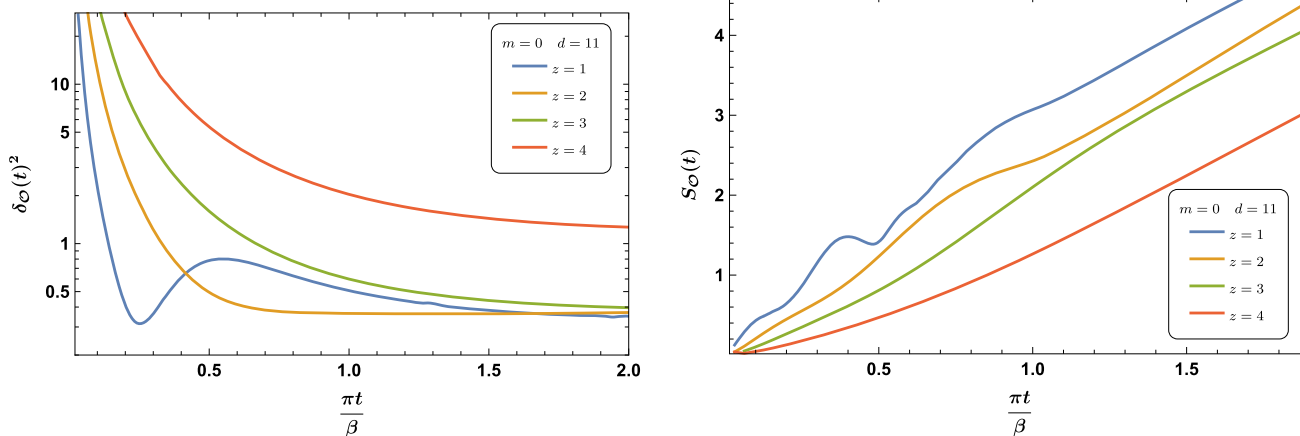 m = 0 d = 11
z = 1
z = 2
z = 3
z = 4
10
5
1
0.5
0.5 1.0 1.5 2.0
δ𝒪(t)²
πt/β
m = 0 d = 11
z = 1
z = 2
z = 3
z = 4
4
3
2
1
0.5 1.0 1.5
S𝒪(t)
πt/β